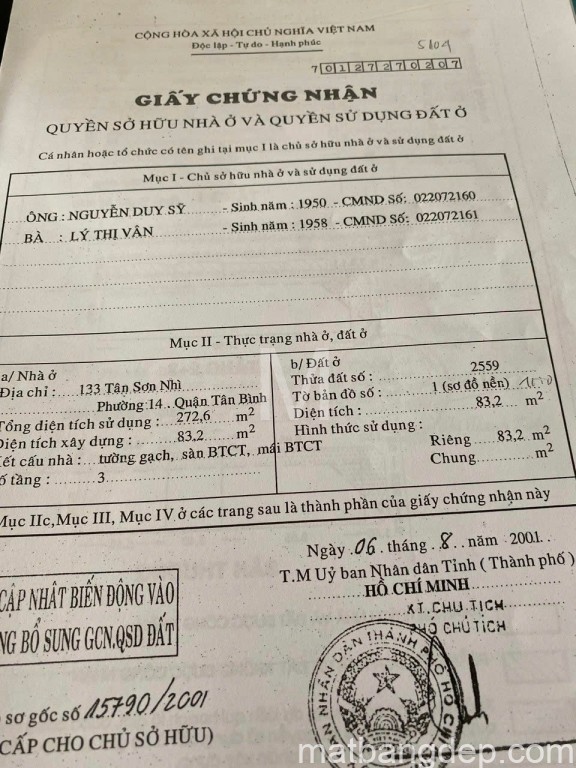 CỘNG HÒA XÃ HỘI CHỦ NGHĨA VIỆT NAM
Độc lập - Tự do - Hạnh phúc
5104
7 0127270207
GIẤY CHỨNG NHẬN
QUYỀN SỞ HỮU NHÀ Ở VÀ QUYỀN SỬ DỤNG ĐẤT Ở
Cá nhân hoặc tổ chức có tên ghi tại mục I là chủ sở hữu nhà ở và sử dụng đất ở
Mục I - Chủ sở hữu nhà ở và sử dụng đất ở
ÔNG : NGUYỄN DUY SỸ - Sinh năm : 1950 - CMND Số: 022072160
BÀ : LÝ THỊ VÂN - Sinh năm : 1958 - CMND Số: 022072161
Mục II - Thực trạng nhà ở, đất ở
a/ Nhà ở
Địa chỉ : 133 Tân Sơn Nhì
Phường 14 . Quận Tân Bình
Tổng diện tích sử dụng : 272,6 m²
Diện tích xây dựng : 83,2 m²
Kết cấu nhà : tường gạch, sàn BTCT, mái BTCT
Số tầng : 3
b/ Đất ở
Thửa đất số : 2559
Tờ bản đồ số : 1 (sơ đồ nền)
Diện tích : 83,2 m²
Hình thức sử dụng :
Riêng : 83,2 m²
Chung m²
Mục IIc, Mục III, Mục IV ở các trang sau là thành phần của giấy chứng nhận này
Ngày 06 tháng 8 năm 2001
T.M Uỷ ban Nhân dân Tỉnh ( Thành phố )
HỒ CHÍ MINH
KT. CHỦ TỊCH
PHÓ CHỦ TỊCH
CẬP NHẬT BIẾN ĐỘNG VÀO
NG BỔ SUNG GCN,QSD ĐẤT
sơ gốc số 15790/2001
(CẤP CHO CHỦ SỞ HỮU)
BAN NHÂN DÂN THÀNH PHỐ HỒ CHÍ
matbangdep.com